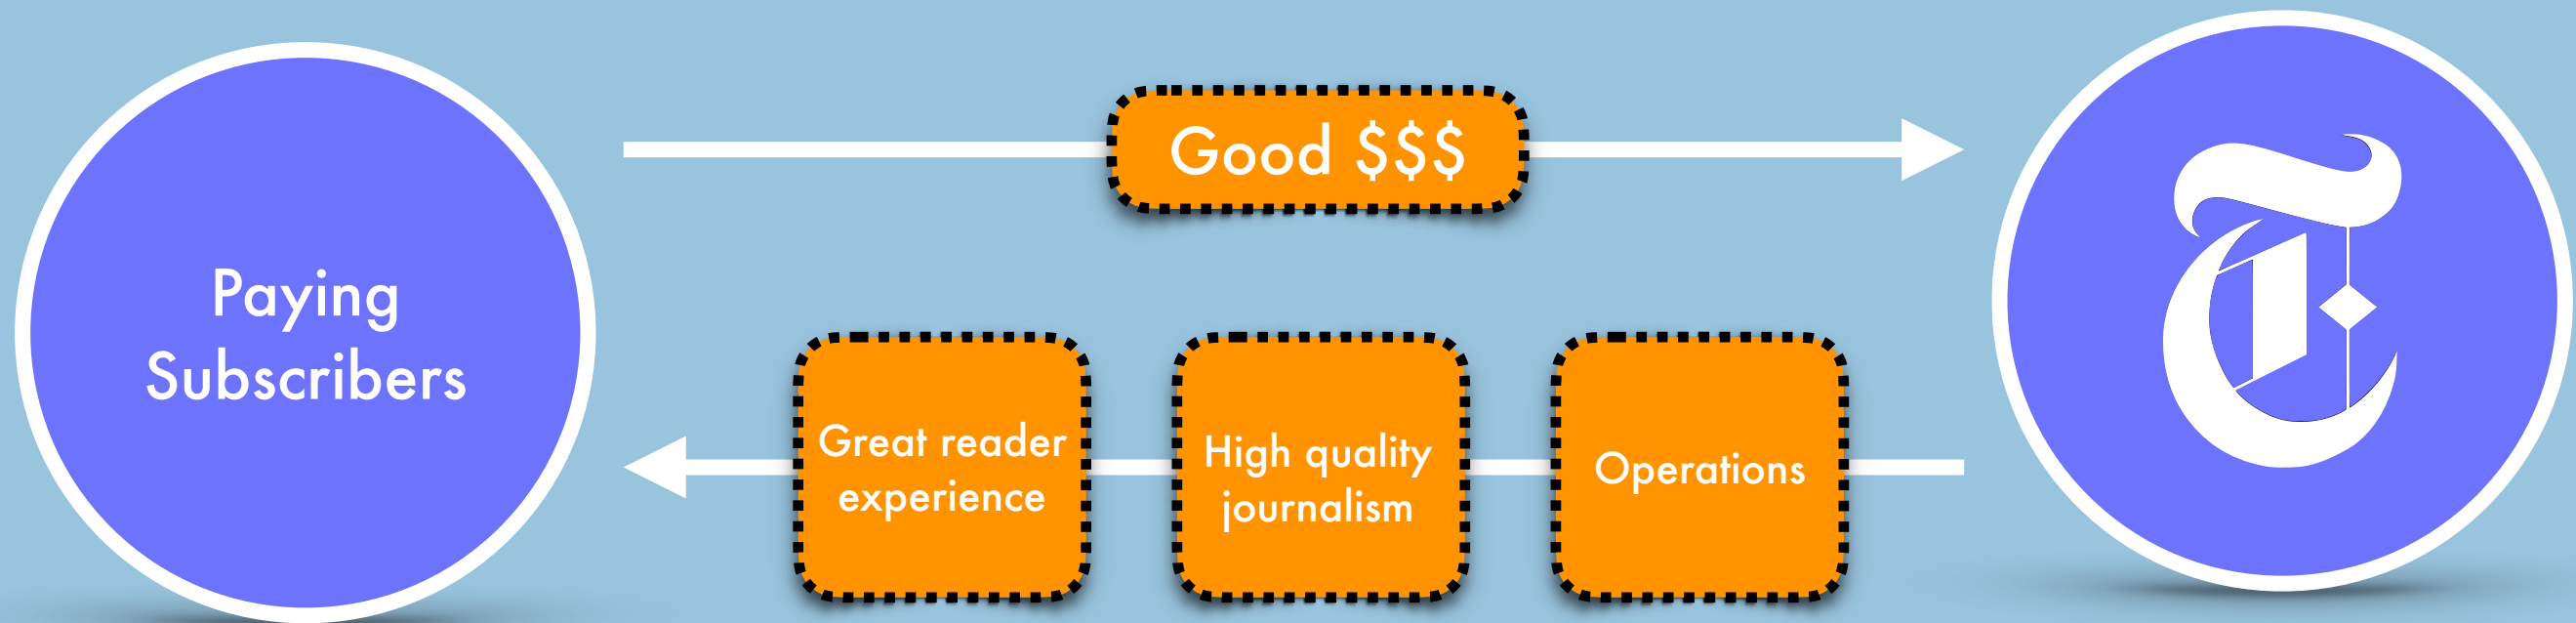 Paying
Subscribers
Good $$$
Great reader
experience
High quality
journalism
Operations
T